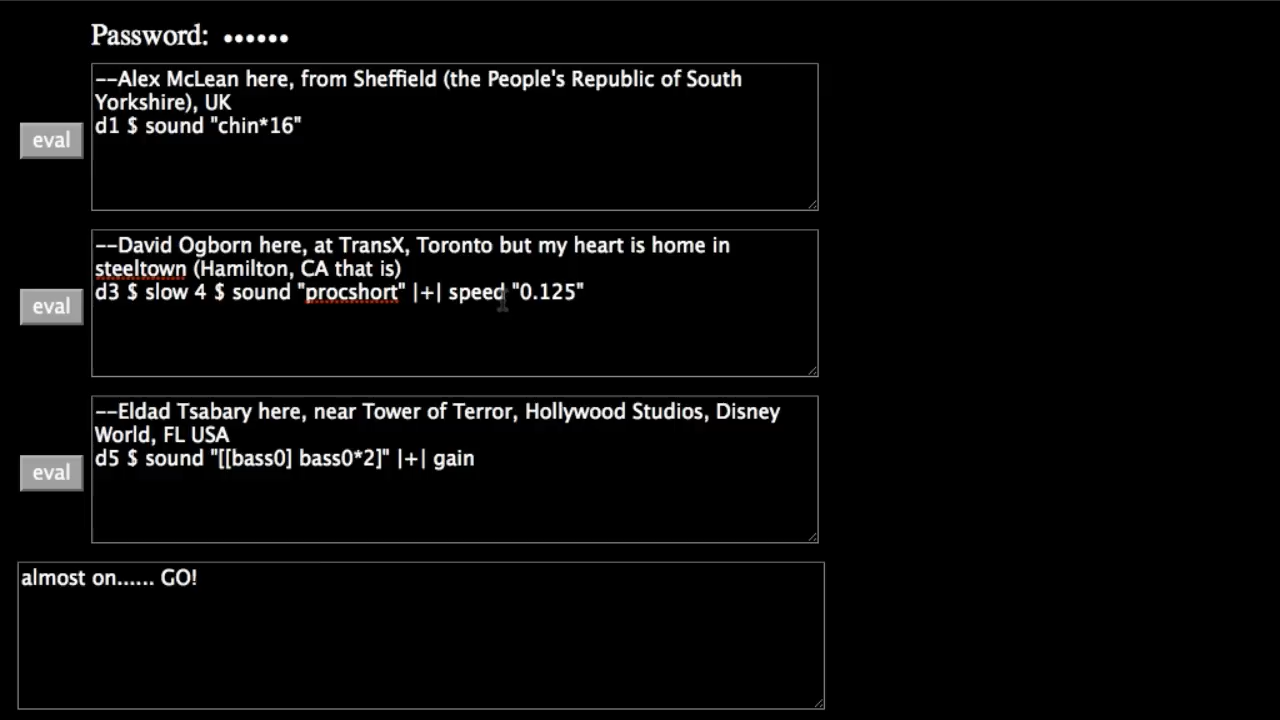 Password: ••••••
--Alex McLean here, from Sheffield (the People's Republic of South
Yorkshire), UK
d1 $ sound "chin*16"
eval
--David Ogborn here, at TransX, Toronto but my heart is home in
steeltown (Hamilton, CA that is)
d3 $ slow 4 $ sound "procshort" |+| speed "0.125"
eval
--Eldad Tsabary here, near Tower of Terror, Hollywood Studios, Disney
World, FL USA
d5 $ sound "[[bass0] bass0*2]" |+| gain
eval
almost on...... GO!